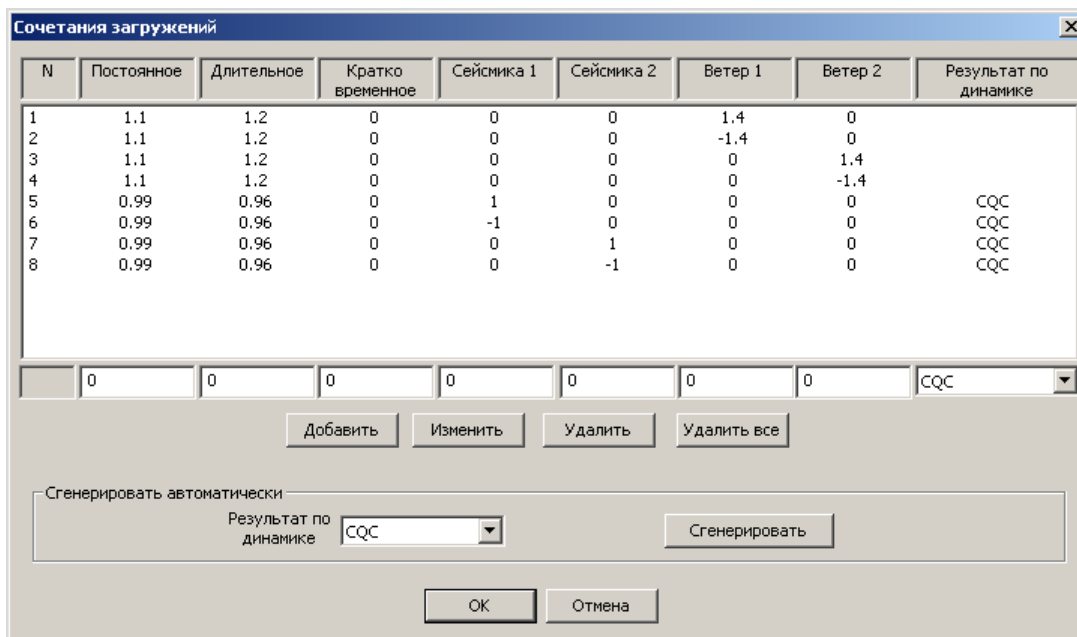 Сочетания загружений
N Постоянное Длительное Кратко временное Сейсмика 1 Сейсмика 2 Ветер 1 Ветер 2 Результат по динамике
1 1.1 1.2 0 0 0 1.4 0
2 1.1 1.2 0 0 0 -1.4 0
3 1.1 1.2 0 0 0 0 1.4
4 1.1 1.2 0 0 0 0 -1.4
5 0.99 0.96 0 1 0 0 0 CQC
6 0.99 0.96 0 -1 0 0 0 CQC
7 0.99 0.96 0 0 1 0 0 CQC
8 0.99 0.96 0 0 -1 0 0 CQC
0 0 0 0 0 0 0 CQC
Добавить Изменить Удалить Удалить все
Сгенерировать автоматически
Результат по динамике CQC Сгенерировать
OK Отмена